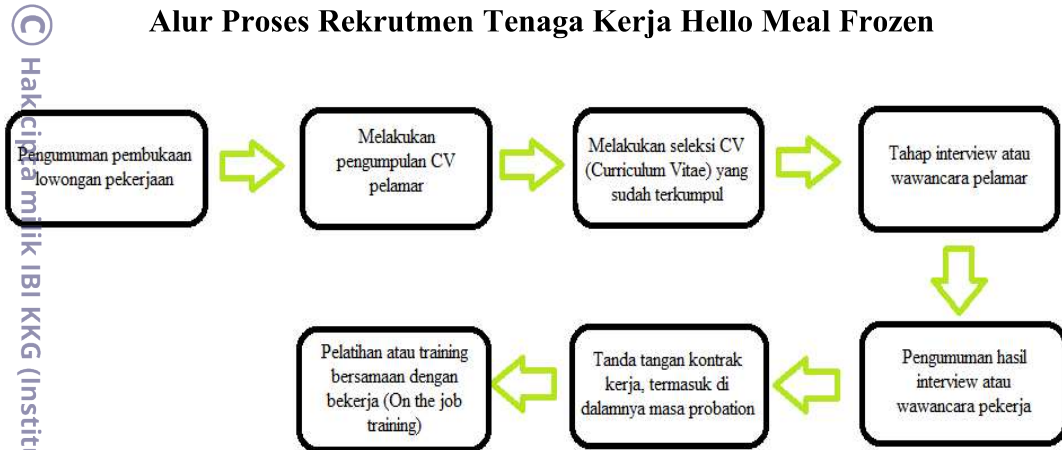 Alur Proses Rekrutmen Tenaga Kerja Hello Meal Frozen
Pengumuman pembukaan
lowongan pekerjaan
Melakukan
pengumpulan CV
pelamar
Melakukan seleksi CV
(Curriculum Vitae) yang
sudah terkumpul
Tahap interview atau
wawancara pelamar
Pengumuman hasil
interview atau
wawancara pekerja
Tanda tangan kontrak
kerja, termasuk di
dalamnya masa probation
Pelatihan atau training
bersamaan dengan
bekerja (On the job
training)
© Hak cipta milik IBI KKG (Institu